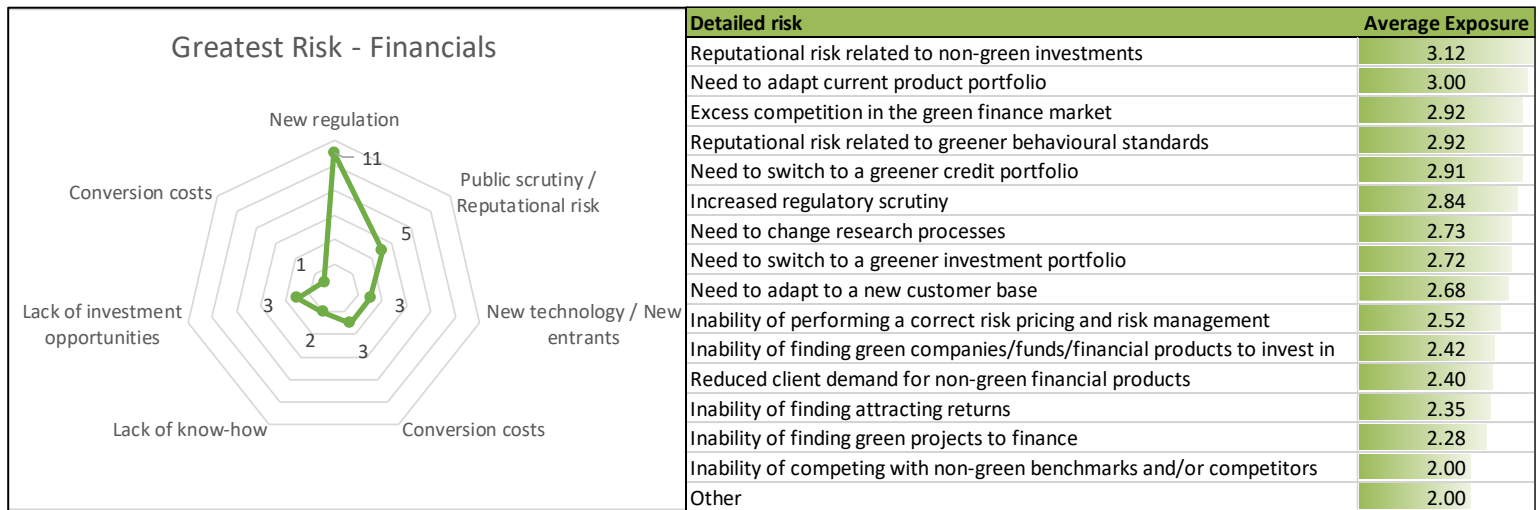 Greatest Risk - Financials
New regulation
11
Conversion costs
Public scrutiny /
Reputational risk
5
1
3
3
Lack of investment
opportunities
New technology / New
entrants
2
3
Lack of know-how
Conversion costs
Detailed risk Average Exposure
Reputational risk related to non-green investments 3.12
Need to adapt current product portfolio 3.00
Excess competition in the green finance market 2.92
Reputational risk related to greener behavioural standards 2.92
Need to switch to a greener credit portfolio 2.91
Increased regulatory scrutiny 2.84
Need to change research processes 2.73
Need to switch to a greener investment portfolio 2.72
Need to adapt to a new customer base 2.68
Inability of performing a correct risk pricing and risk management 2.52
Inability of finding green companies/funds/financial products to invest in 2.42
Reduced client demand for non-green financial products 2.40
Inability of finding attracting returns 2.35
Inability of finding green projects to finance 2.28
Inability of competing with non-green benchmarks and/or competitors 2.00
Other 2.00